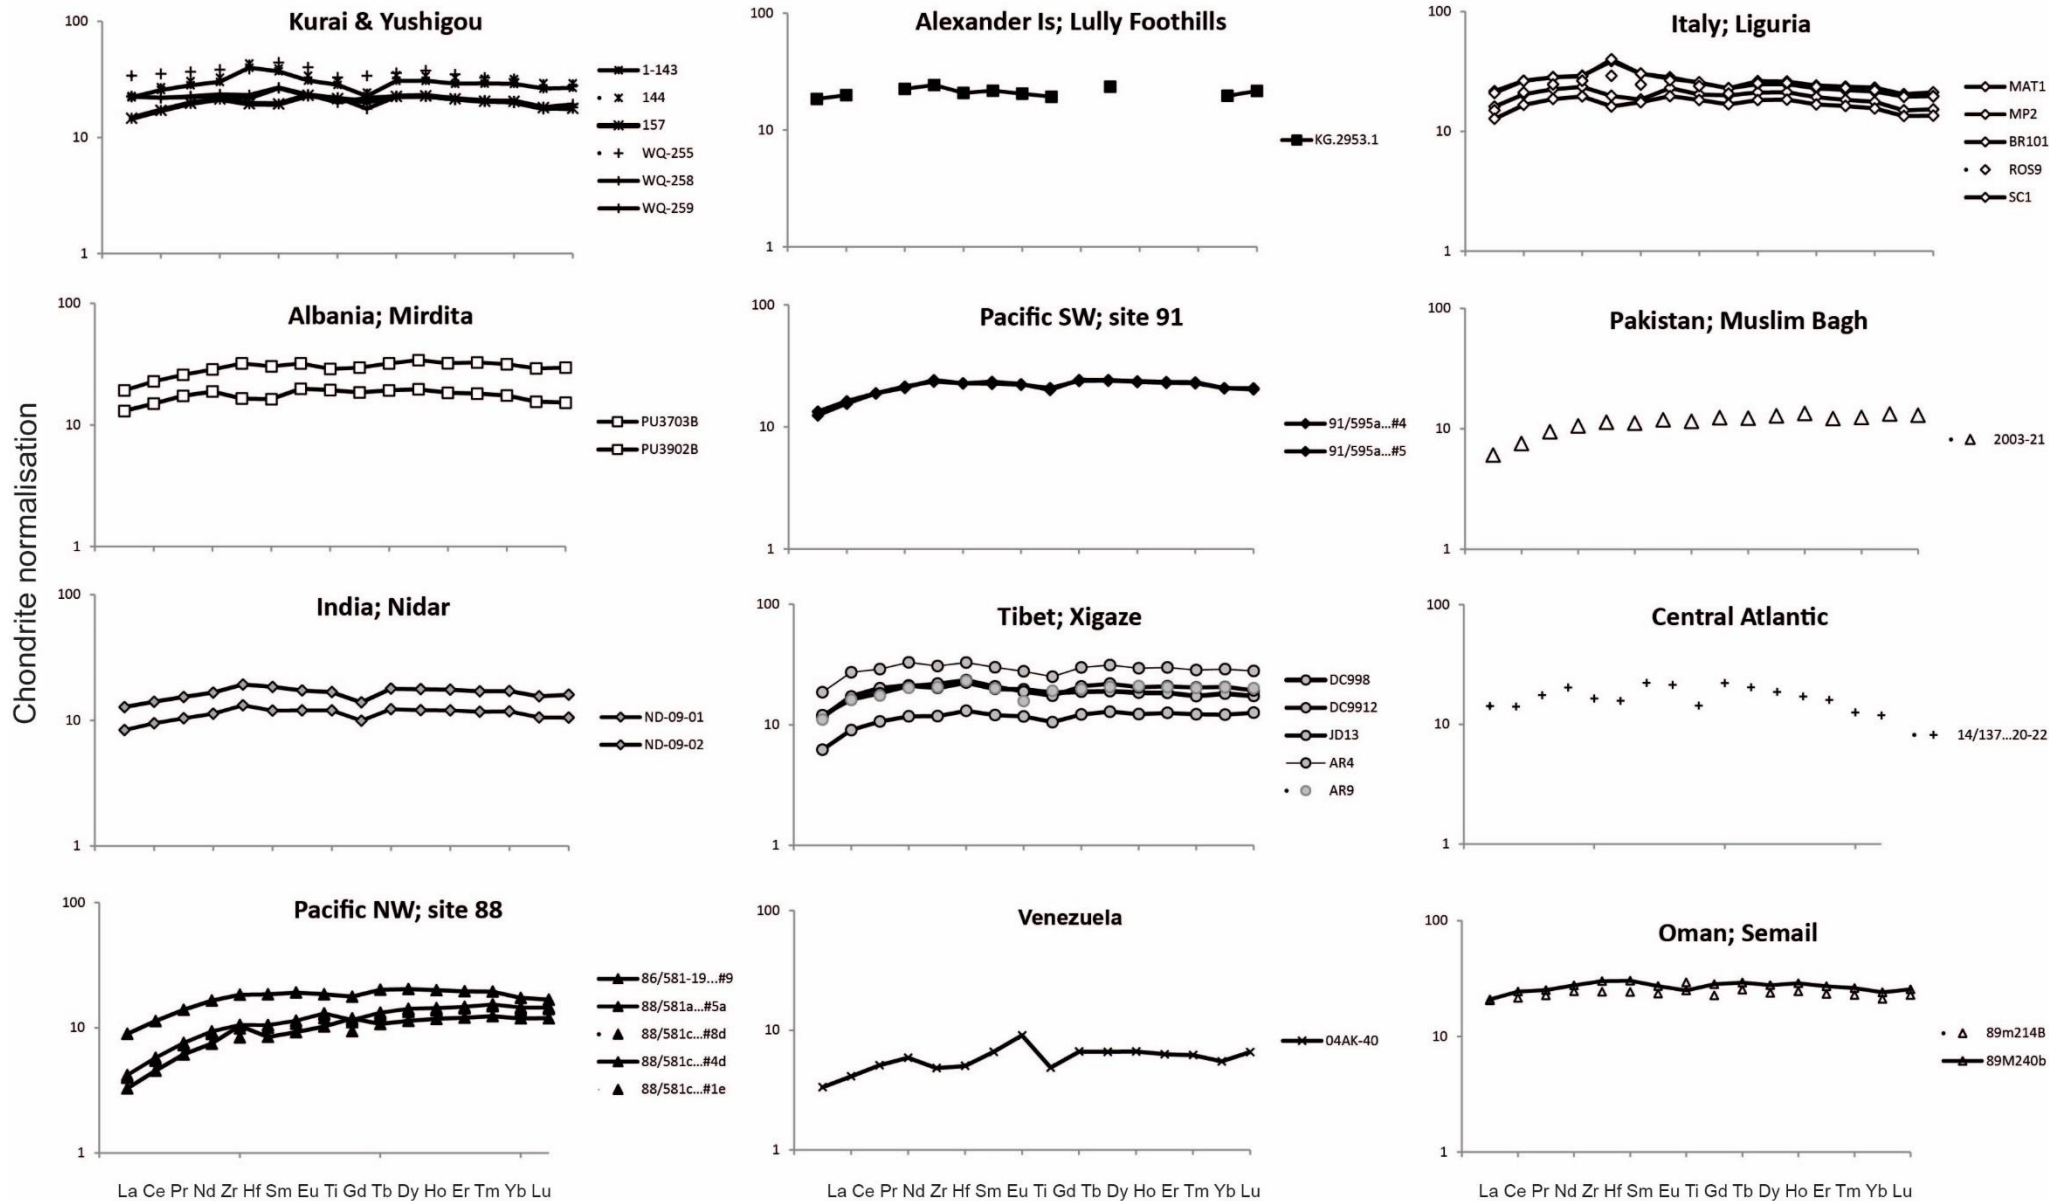 Chondrite normalisation
Kurai & Yushigou
100
10
1
1-143
144
157
WQ-255
WQ-258
WQ-259
Alexander Is; Lully Foothills
100
10
1
KG.2953.1
Italy; Liguria
100
10
1
MAT1
MP2
BR101
ROS9
SC1
Albania; Mirdita
100
10
1
PU3703B
PU3902B
Pacific SW; site 91
100
10
1
91/595a...#4
91/595a...#5
Pakistan; Muslim Bagh
100
10
1
2003-21
India; Nidar
100
10
1
ND-09-01
ND-09-02
Tibet; Xigaze
100
10
1
DC998
DC9912
JD13
AR4
AR9
Central Atlantic
100
10
1
14/137...20-22
Pacific NW; site 88
100
10
1
86/581-19...#9
88/581a...#5a
88/581c...#8d
88/581c...#4d
88/581c...#1e
La Ce Pr Nd Zr Hf Sm Eu Ti Gd Tb Dy Ho Er Tm Yb Lu
Venezuela
100
10
1
04AK-40
La Ce Pr Nd Zr Hf Sm Eu Ti Gd Tb Dy Ho Er Tm Yb Lu
Oman; Semail
100
10
1
89m214B
89M240b
La Ce Pr Nd Zr Hf Sm Eu Ti Gd Tb Dy Ho Er Tm Yb Lu